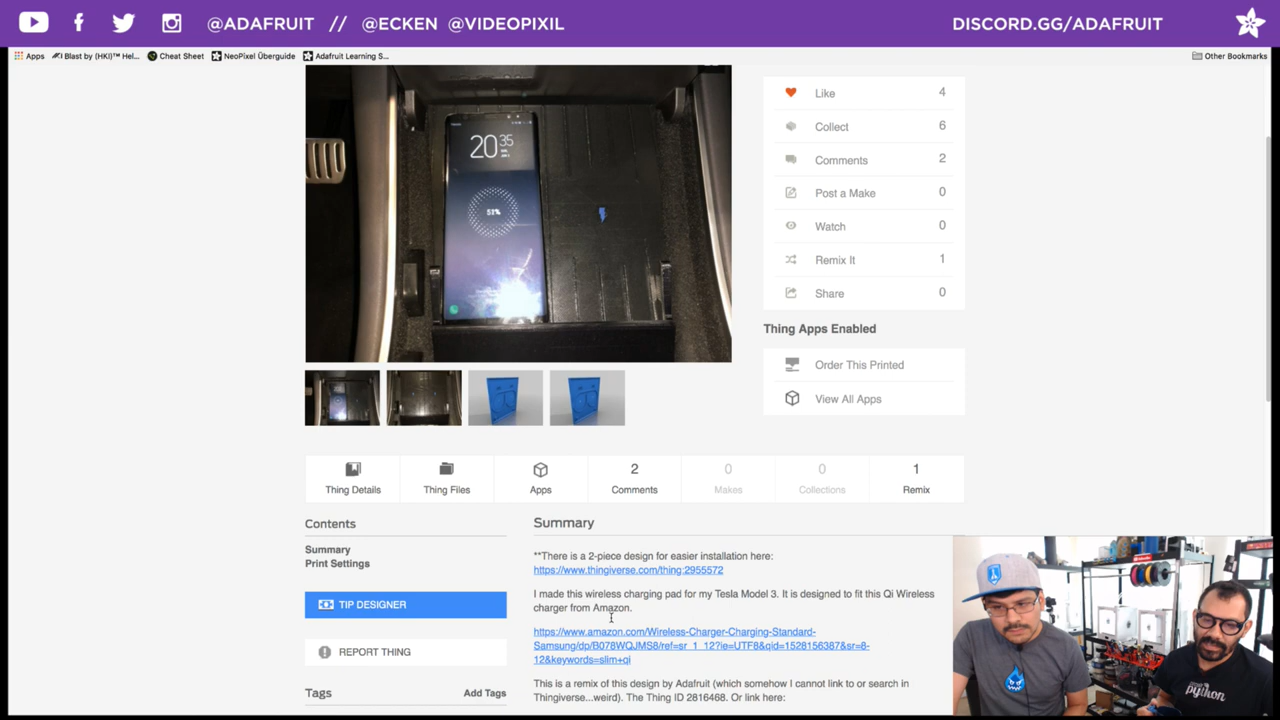 @ADAFRUIT // @ECKEN @VIDEOPIXIL
DISCORD.GG/ADAFRUIT
Apps
Blast by (HKI)™ Hel...
Cheat Sheet
NeoPixel Überguide
Adafruit Learning S...
Other Bookmarks
20 35
51%
Like 4
Collect 6
Comments 2
Post a Make 0
Watch 0
Remix It 1
Share 0
Thing Apps Enabled
Order This Printed
View All Apps
Thing Details
Thing Files
Apps
2 Comments
0 Makes
0 Collections
1 Remix
Contents
Summary
Print Settings
TIP DESIGNER
REPORT THING
Tags
Add Tags
Summary
**There is a 2-piece design for easier installation here:
https://www.thingiverse.com/thing:2955572
I made this wireless charging pad for my Tesla Model 3. It is designed to fit this Qi Wireless
charger from Amazon.
https://www.amazon.com/Wireless-Charger-Charging-Standard-
Samsung/dp/B078WQJMS8/ref=sr_1_12?ie=UTF8&qid=1528156387&sr=8-
12&keywords=slim+qi
This is a remix of this design by Adafruit (which somehow I cannot link to or search in
Thingiverse...weird). The Thing ID 2816468. Or link here:
python